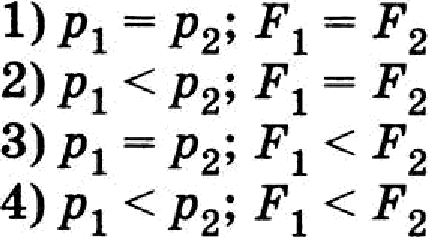 1) p₁ = p₂; F₁ = F₂
2) p₁ < p₂; F₁ = F₂
3) p₁ = p₂; F₁ < F₂
4) p₁ < p₂; F₁ < F₂